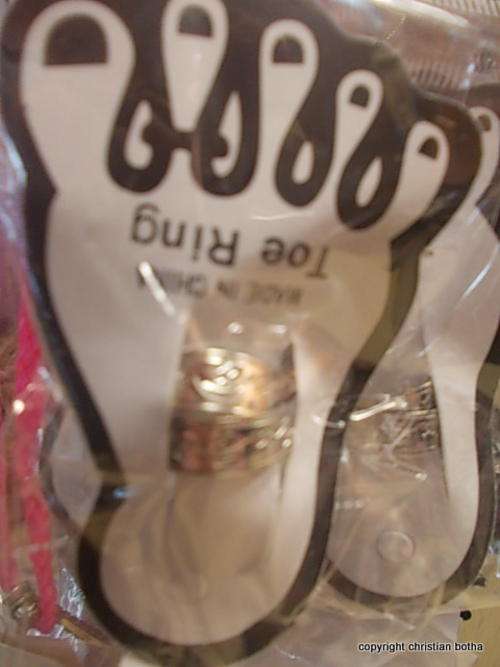 Toe Ring
MADE IN CHINA
copyright christian botha